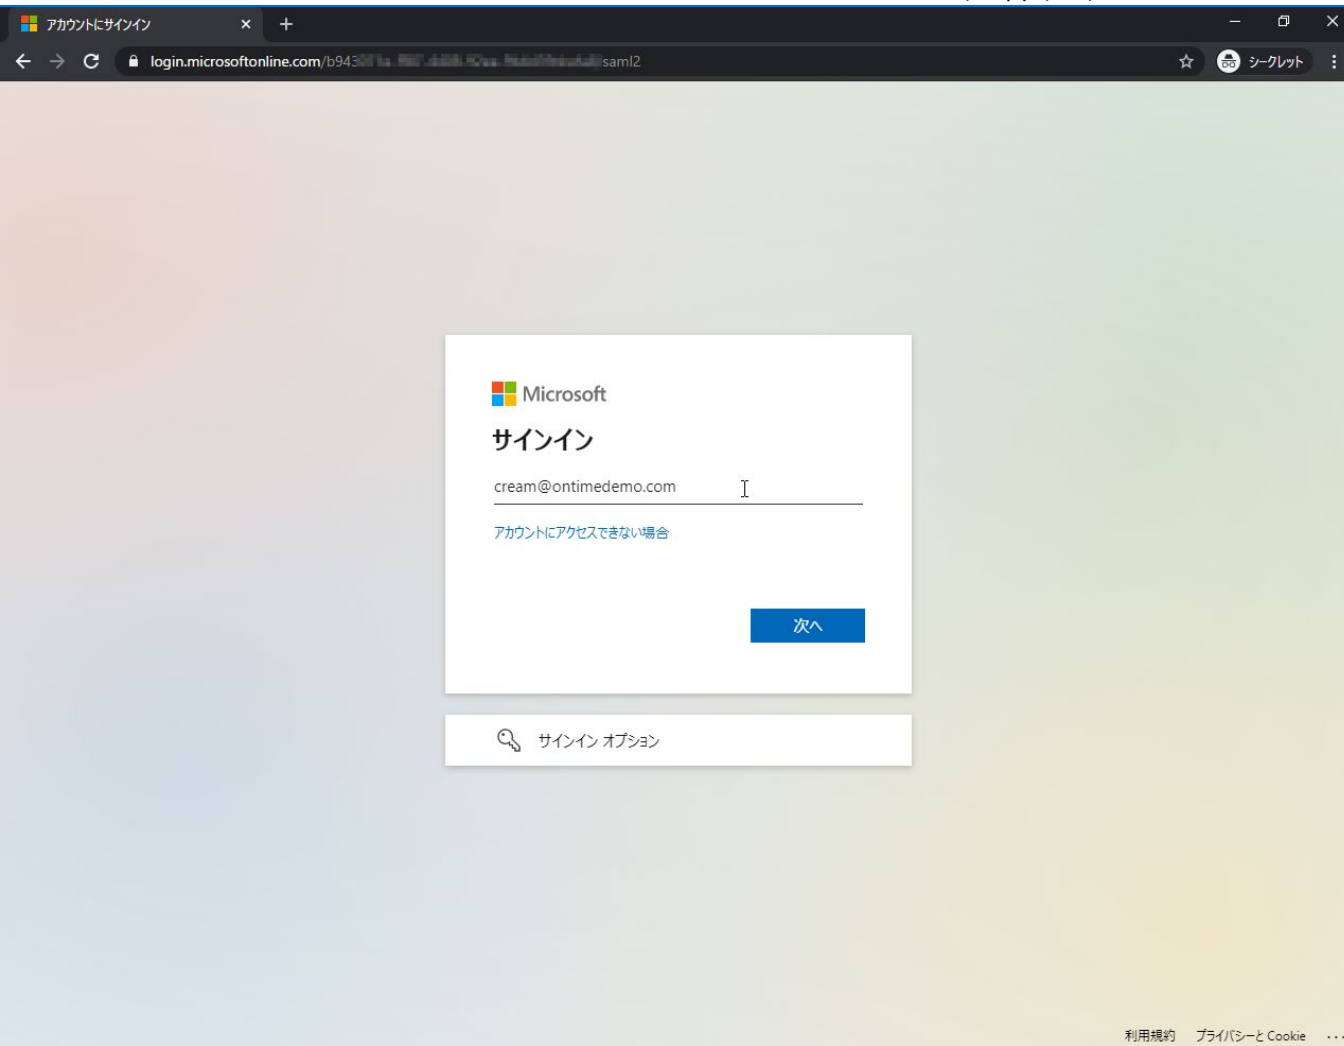 アカウントにサインイン
login.microsoftonline.com/b943
saml2
シークレット
Microsoft
サインイン
cream@ontimedemo.com
アカウントにアクセスできない場合
次へ
サインイン オプション
利用規約 プライバシーと Cookie ...